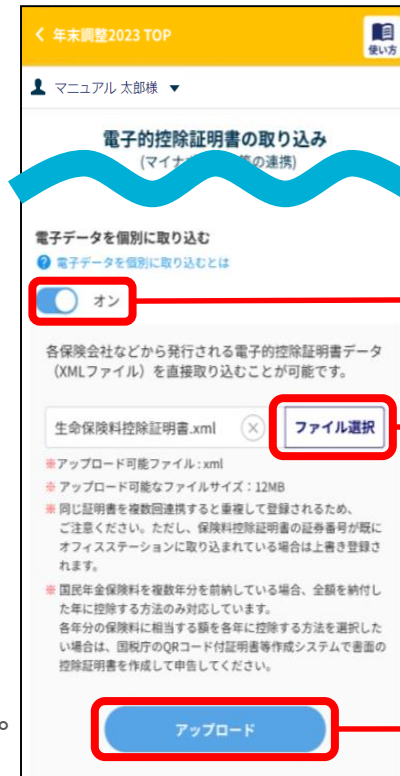 < 年末調整2023 TOP
使い方
マニュアル 太郎様 ▼
電子的控除証明書の取り込み
(マイナ の連携)
電子データを個別に取り込む
? 電子データを個別に取り込むとは
オン
各保険会社などから発行される電子的控除証明書データ
(XMLファイル)を直接取り込むことが可能です。
生命保険料控除証明書.xml
ファイル選択
※アップロード可能ファイル:xml
※アップロード可能なファイルサイズ:12MB
※同じ証明書を複数回連携すると重複して登録されるため、
ご注意ください。ただし、保険料控除証明書の証券番号が既に
オフィスステーションに取り込まれている場合は上書き登録さ
れます。
※国民年金保険料を複数年分を前納している場合、全額を納付し
た年に控除する方法のみ対応しています。
各年分の保険料に相当する額を各年に控除する方法を選択した
い場合は、国税庁のQRコード付証明書等作成システムで書面の
控除証明書を作成して申告してください。
。
アップロード